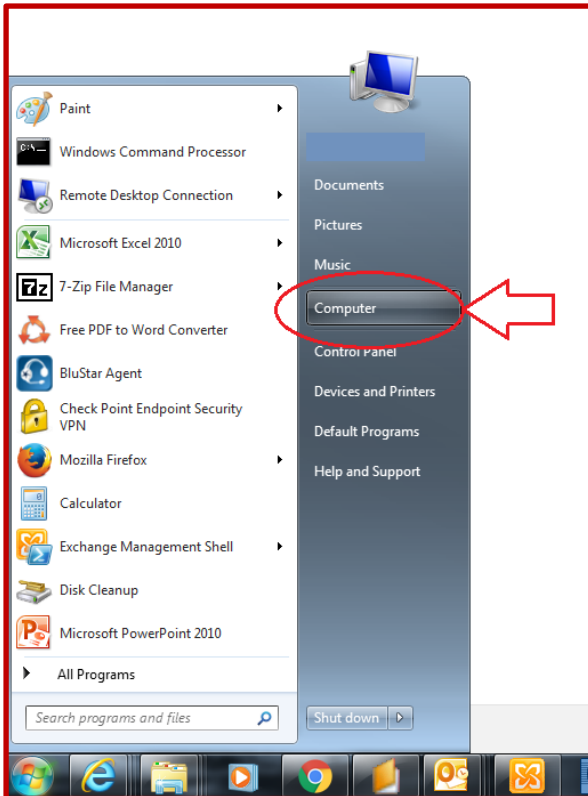 Paint
C:\
Windows Command Processor
Remote Desktop Connection
Microsoft Excel 2010
7z
7-Zip File Manager
Free PDF to Word Converter
BluStar Agent
Check Point Endpoint Security
VPN
Mozilla Firefox
Calculator
Exchange Management Shell
Disk Cleanup
Microsoft PowerPoint 2010
All Programs
Search programs and files
Documents
Pictures
Music
Computer
Control Panel
Devices and Printers
Default Programs
Help and Support
Shut down